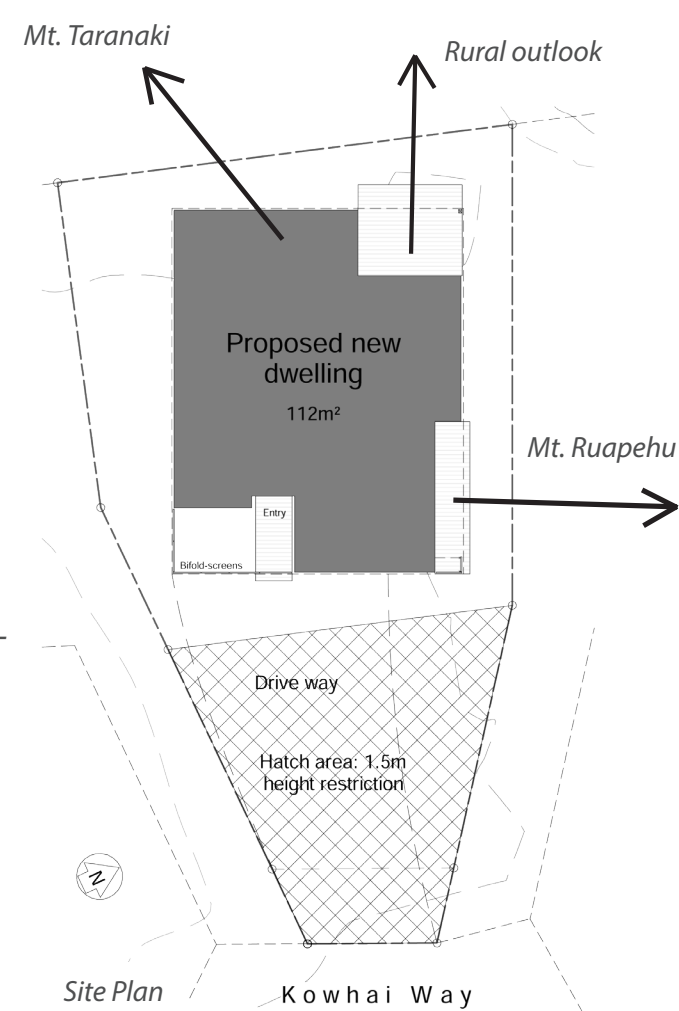 Mt. Taranaki
Rural outlook
Proposed new
dwelling
112m²
Mt. Ruapehu
Entry
Bifold-screens
Drive way
Hatch area: 1.5m
height restriction
N
Site Plan
Kowhai Way